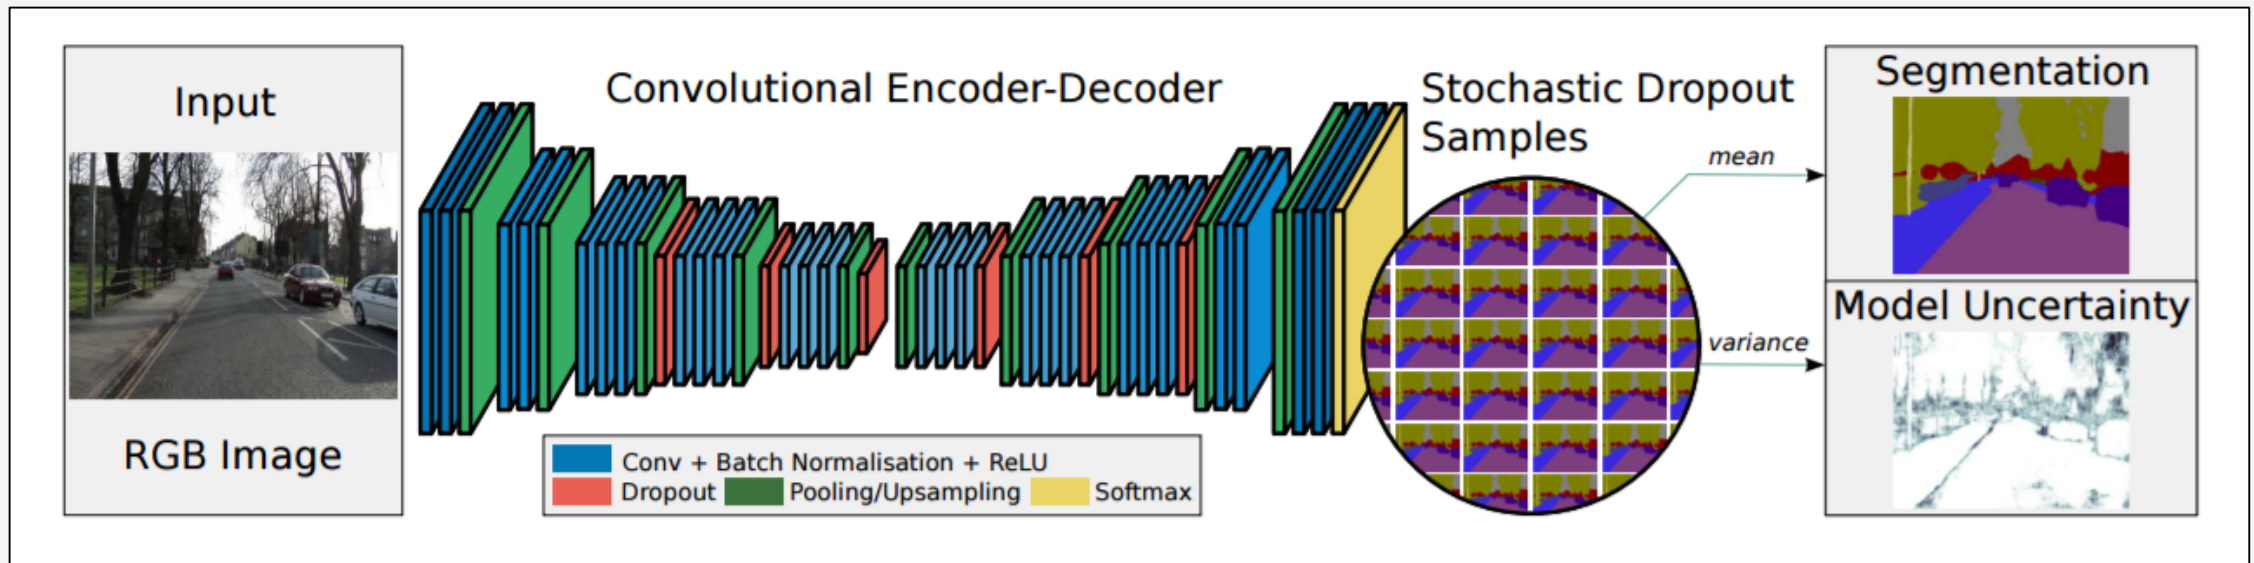 Input
RGB Image
Convolutional Encoder-Decoder
Conv + Batch Normalisation + ReLU
Dropout Pooling/Upsampling Softmax
Stochastic Dropout
Samples
mean
variance
Segmentation
Model Uncertainty